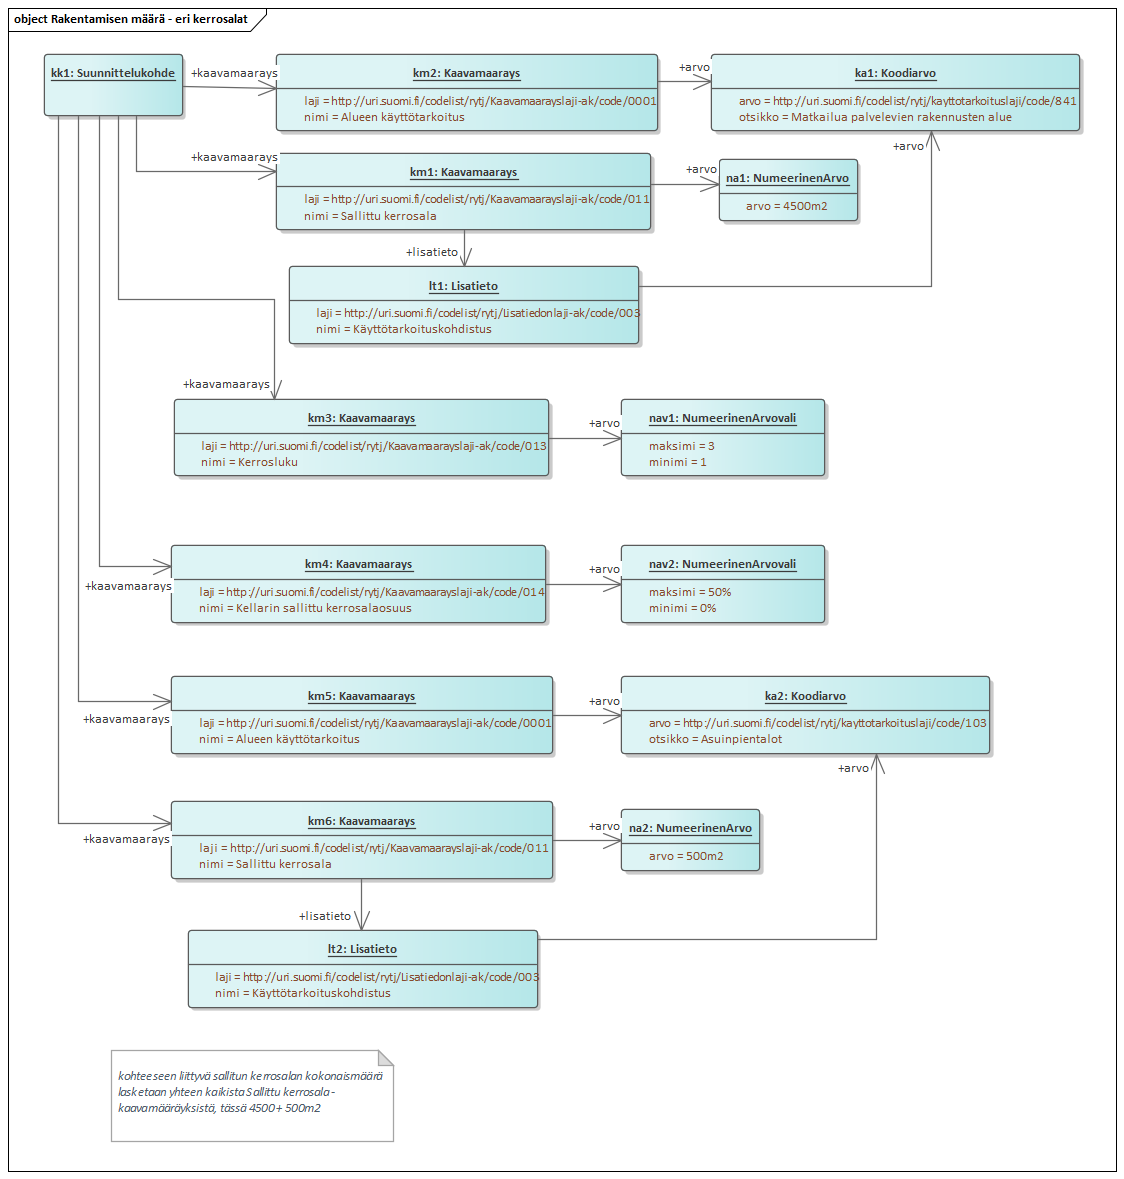 object Rakentamisen määrä - eri kerrosalat
kk1: Suunnittelukohde
+kaavamaarays
km2: Kaavamaarays
laji = http://uri.suomi.fi/codelist/rytj/Kaavamaarayslaji-ak/code/0001
nimi = Alueen käyttötarkoitus
+arvo
ka1: Koodiarvo
arvo = http://uri.suomi.fi/codelist/rytj/kayttotarkoituslaji/code/841
otsikko = Matkailua palvelevien rakennusten alue
+arvo
+kaavamaarays
km1: Kaavamaarays
laji = http://uri.suomi.fi/codelist/rytj/Kaavamaarayslaji-ak/code/011
nimi = Sallittu kerrosala
+arvo
na1: NumeerinenArvo
arvo = 4500m2
+lisatieto
lt1: Lisatieto
laji = http://uri.suomi.fi/codelist/rytj/Lisatiedonlaji-ak/code/003
nimi = Käyttötarkoituskohdistus
+kaavamaarays
km3: Kaavamaarays
laji = http://uri.suomi.fi/codelist/rytj/Kaavamaarayslaji-ak/code/013
nimi = Kerrosluku
+arvo
nav1: NumeerinenArvovali
maksimi = 3
minimi = 1
+kaavamaarays
km4: Kaavamaarays
laji = http://uri.suomi.fi/codelist/rytj/Kaavamaarayslaji-ak/code/014
nimi = Kellarin sallittu kerrosalaosuus
+arvo
nav2: NumeerinenArvovali
maksimi = 50%
minimi = 0%
+kaavamaarays
km5: Kaavamaarays
laji = http://uri.suomi.fi/codelist/rytj/Kaavamaarayslaji-ak/code/0001
nimi = Alueen käyttötarkoitus
+arvo
ka2: Koodiarvo
arvo = http://uri.suomi.fi/codelist/rytj/kayttotarkoituslaji/code/103
otsikko = Asuinpientalot
+arvo
+kaavamaarays
km6: Kaavamaarays
laji = http://uri.suomi.fi/codelist/rytj/Kaavamaarayslaji-ak/code/011
nimi = Sallittu kerrosala
+arvo
na2: NumeerinenArvo
arvo = 500m2
+lisatieto
lt2: Lisatieto
laji = http://uri.suomi.fi/codelist/rytj/Lisatiedonlaji-ak/code/003
nimi = Käyttötarkoituskohdistus
kohteeseen liittyvä sallitun kerrosalan kokonaismäärä
lasketaan yhteen kaikista Sallittu kerrosala -
kaavamääräyksistä, tässä 4500+ 500m2